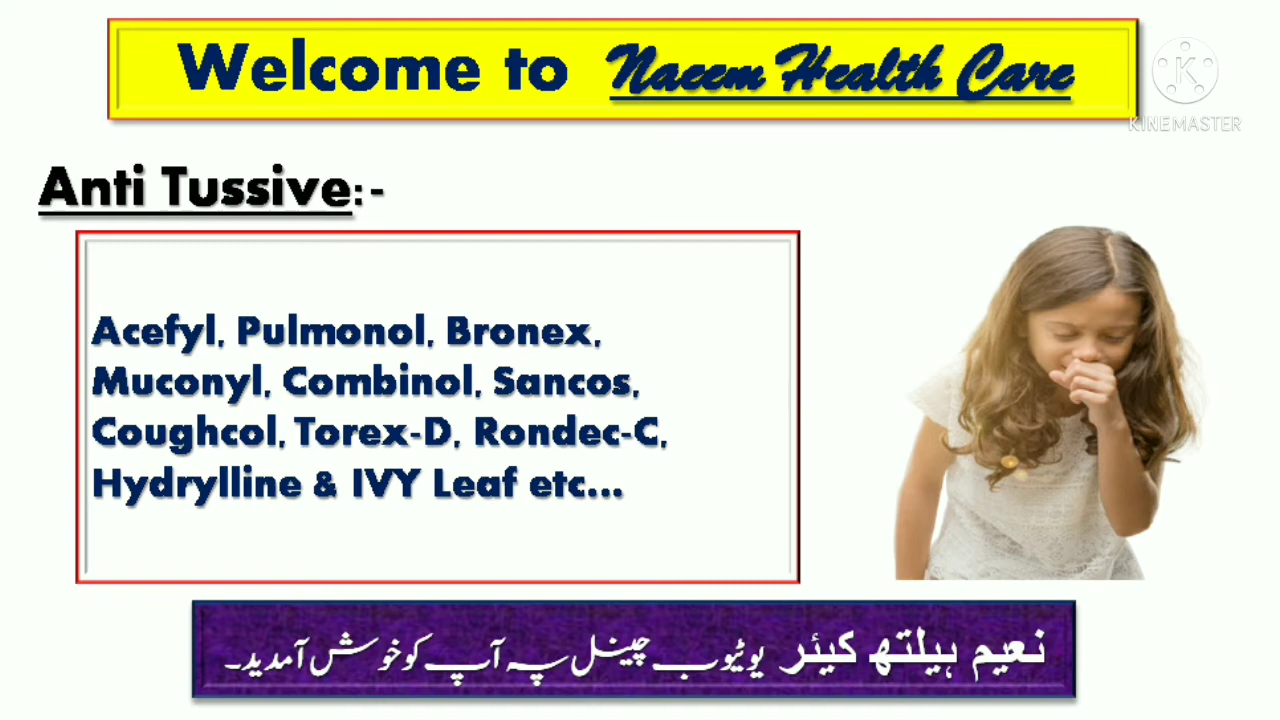 Welcome to Naeem Health Care
KINEMASTER
Anti Tussive:-
Acefyl, Pulmonol, Bronex,
Muconyl, Combinol, Sancos,
Coughcol, Torex-D, Rondec-C,
Hydrylline & IVY Leaf etc...
نعیم ہیلتھ کیئر یوٹیوب چینل پہ آپ کو خوش آمدید۔